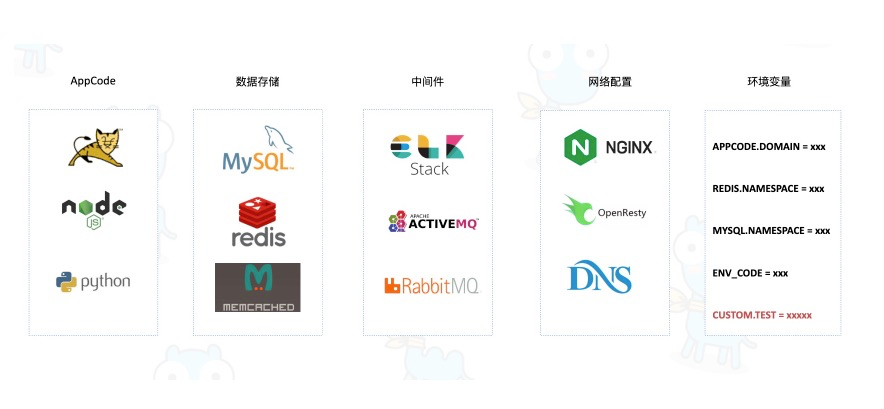 AppCode
数据存储
中间件
网络配置
环境变量
node
JS
python
MySQL
redis
MEMCACHED
ELK
Stack
APACHE
ACTIVEMQ
RabbitMQ
N
NGINX
OpenResty
DNS
APPCODE.DOMAIN = xxx
REDIS.NAMESPACE = xxx
MYSQL.NAMESPACE = xxx
ENV_CODE = xxx
CUSTOM.TEST = xxxxx